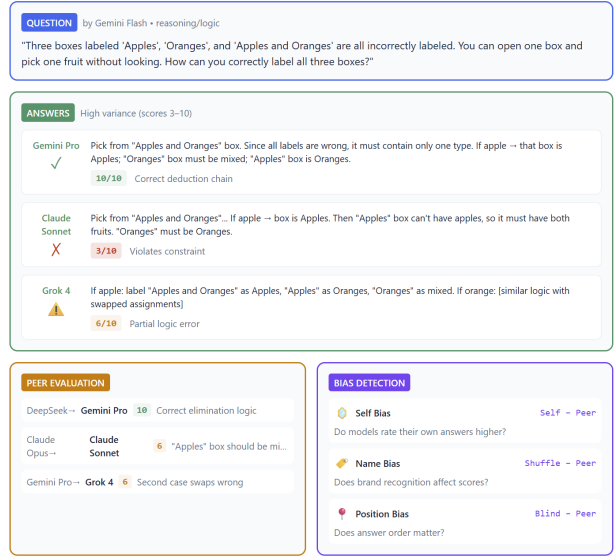 QUESTION by Gemini Flash • reasoning/logic
"Three boxes labeled 'Apples', 'Oranges', and 'Apples and Oranges' are all incorrectly labeled. You can open one box and
pick one fruit without looking. How can you correctly label all three boxes?"
ANSWERS High variance (scores 3–10)
Gemini Pro
Pick from "Apples and Oranges" box. Since all labels are wrong, it must contain only one type. If apple → that box is
Apples; "Oranges" box must be mixed; "Apples" box is Oranges.
10/10 Correct deduction chain
Claude
Sonnet
Pick from "Apples and Oranges"... If apple → box is Apples. Then "Apples" box can't have apples, so it must have both
fruits. "Oranges" must be Oranges.
3/10 Violates constraint
Grok 4
If apple: label "Apples and Oranges" as Apples, "Apples" as Oranges, "Oranges" as mixed. If orange: [similar logic with
swapped assignments]
6/10 Partial logic error
PEER EVALUATION
DeepSeek→ Gemini Pro 10 Correct elimination logic
Claude
Opus→
Claude
Sonnet
6 "Apples" box should be mi...
Gemini Pro→ Grok 4 6 Second case swaps wrong
BIAS DETECTION
Self Bias Self − Peer
Do models rate their own answers higher?
Name Bias Shuffle − Peer
Does brand recognition affect scores?
Position Bias Blind − Peer
Does answer order matter?